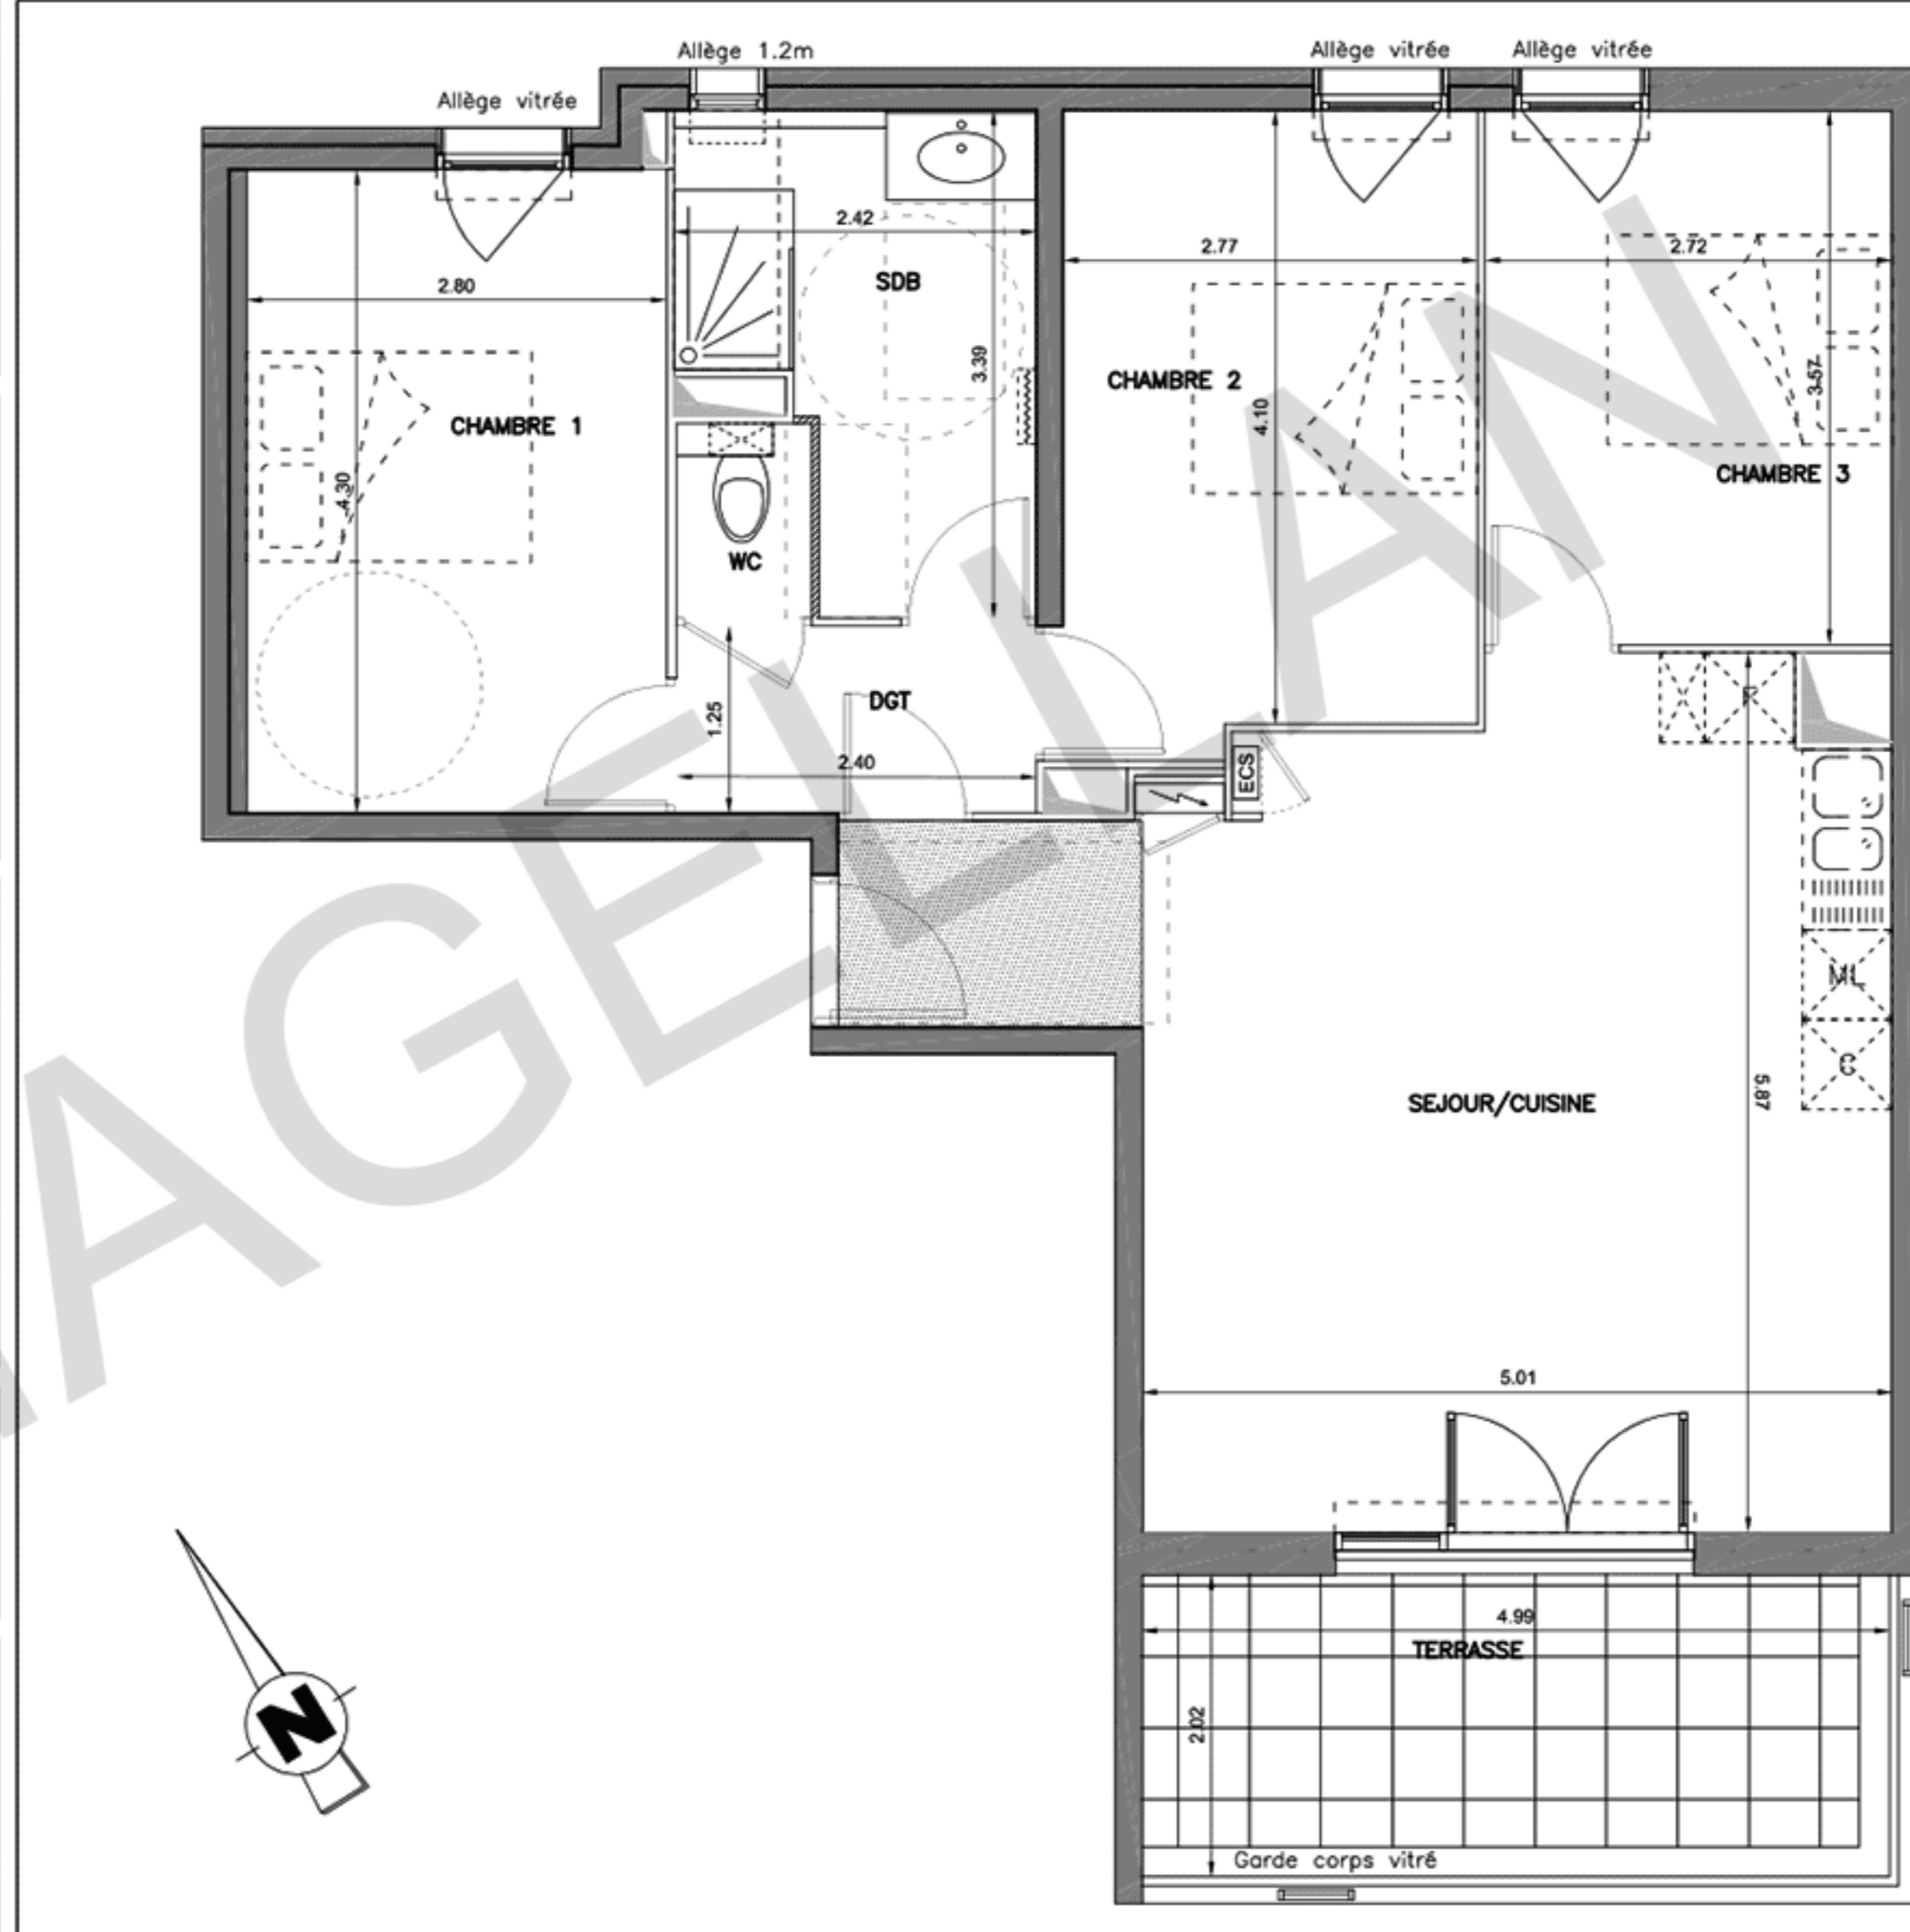 Allège 1.2m
Allège vitrée
Allège vitrée
Allège vitrée
2.42
2.77
2.72
SDB
2.80
3.39
CHAMBRE 2
3.57
4.10
CHAMBRE 1
CHAMBRE 3
4.30
WC
DGT
F
1.25
2.40
ECS
ML
C
5.87
SEJOUR/CUISINE
5.01
4.99
TERRASSE
2.02
N
Garde corps vitré
AGELLAN